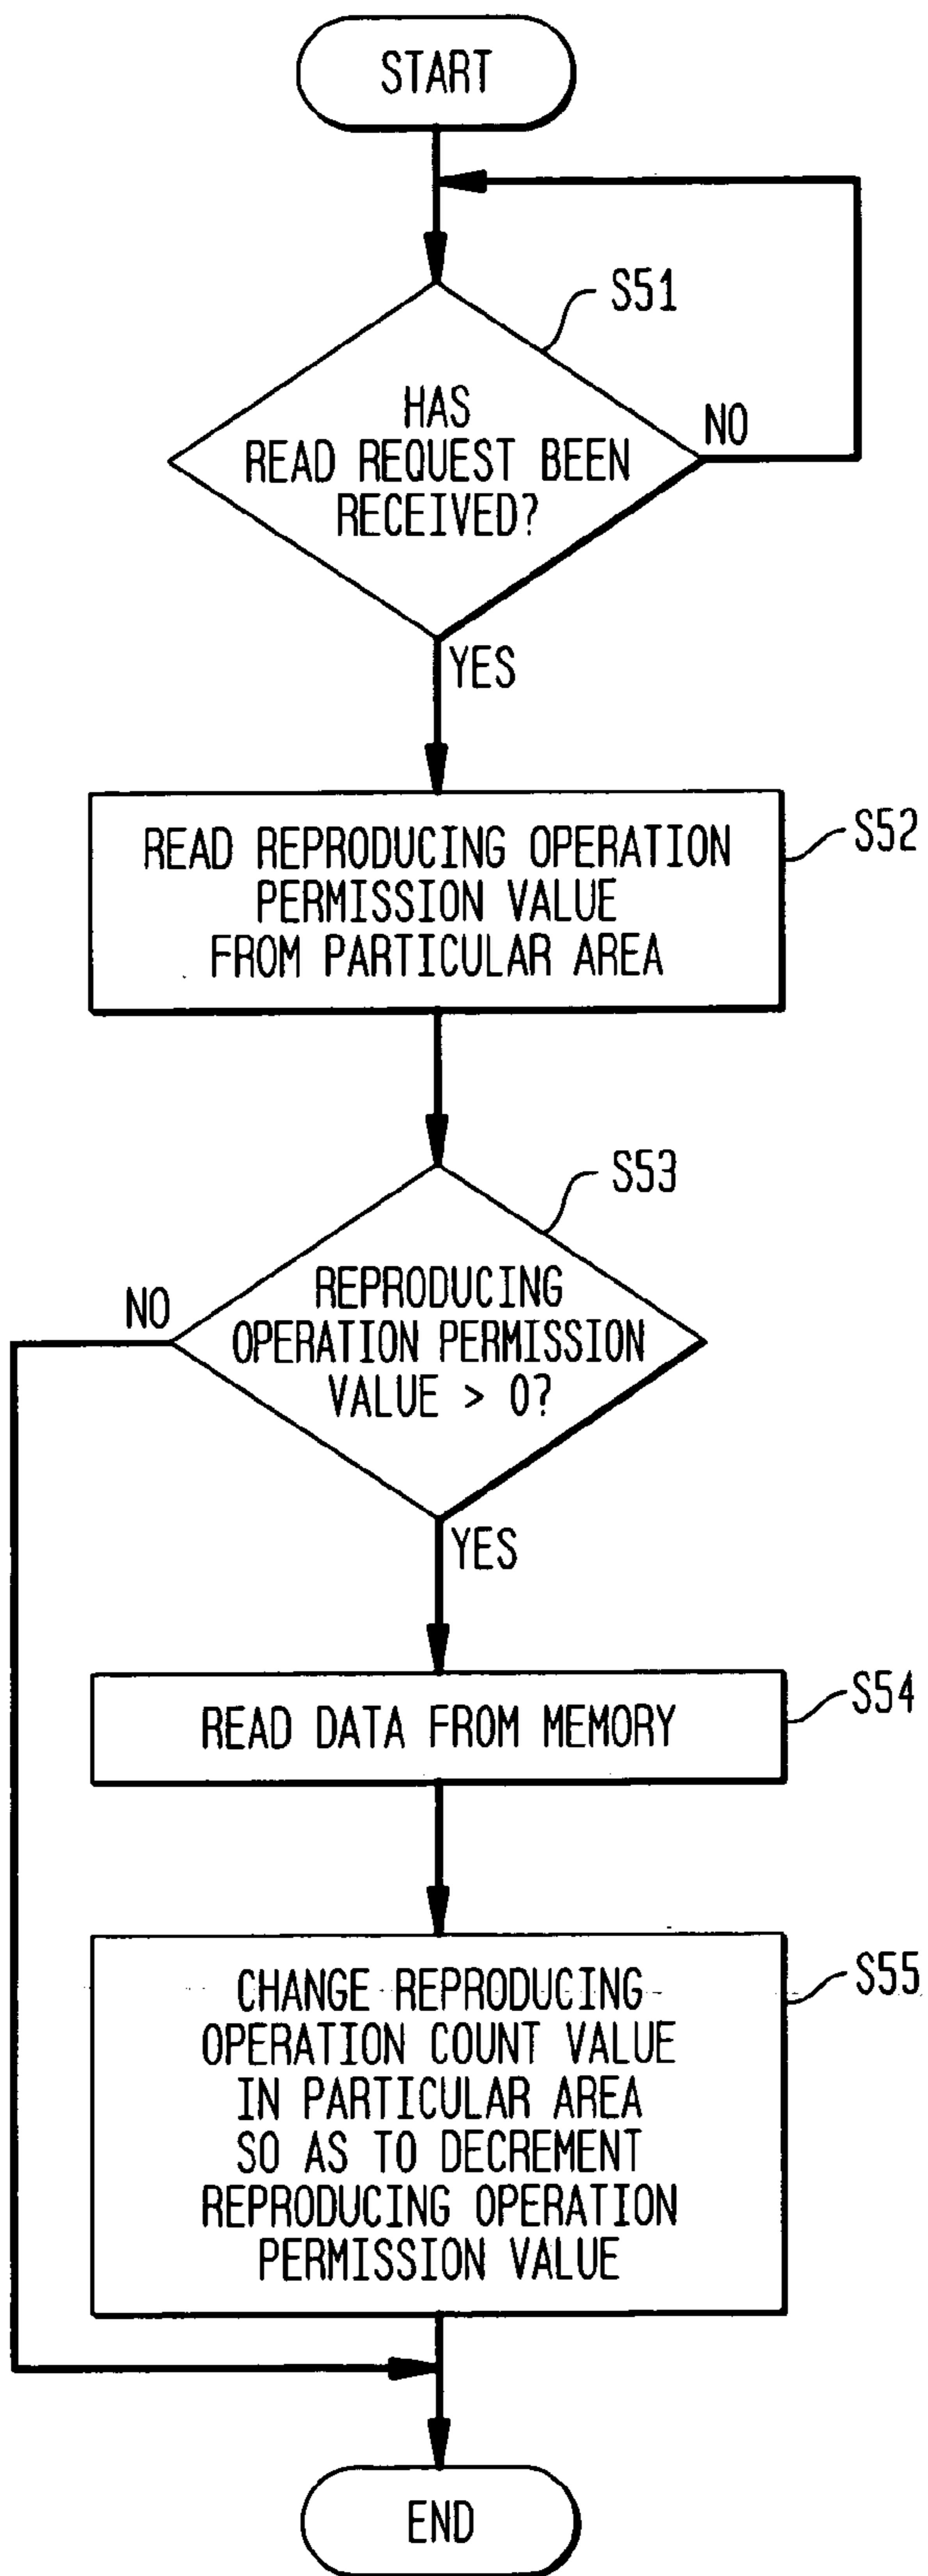 START
S51
HAS
READ REQUEST BEEN
RECEIVED?
NO
YES
S52
READ REPRODUCING OPERATION
PERMISSION VALUE
FROM PARTICULAR AREA
S53
REPRODUCING
OPERATION PERMISSION
VALUE > 0?
NO
YES
S54
READ DATA FROM MEMORY
S55
CHANGE REPRODUCING
OPERATION COUNT VALUE
IN PARTICULAR AREA
SO AS TO DECREMENT
REPRODUCING OPERATION
PERMISSION VALUE
END